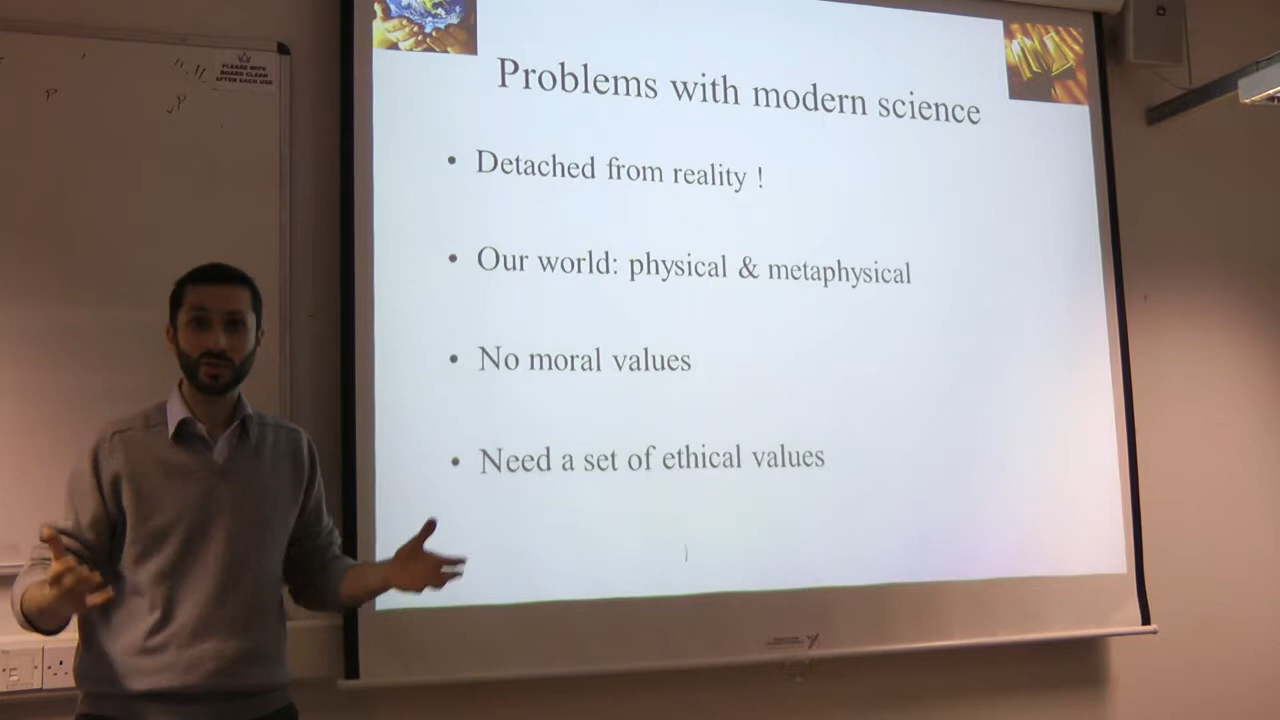 PLEASE WIPE
BOARD CLEAN
AFTER EACH USE
P
P
Problems with modern science
• Detached from reality !
• Our world: physical & metaphysical
• No moral values
• Need a set of ethical values